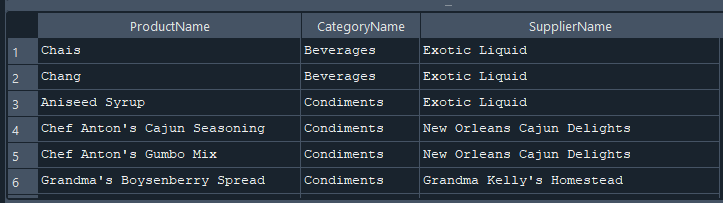 ProductName CategoryName SupplierName
1 Chais Beverages Exotic Liquid
2 Chang Beverages Exotic Liquid
3 Aniseed Syrup Condiments Exotic Liquid
4 Chef Anton's Cajun Seasoning Condiments New Orleans Cajun Delights
5 Chef Anton's Gumbo Mix Condiments New Orleans Cajun Delights
6 Grandma's Boysenberry Spread Condiments Grandma Kelly's Homestead